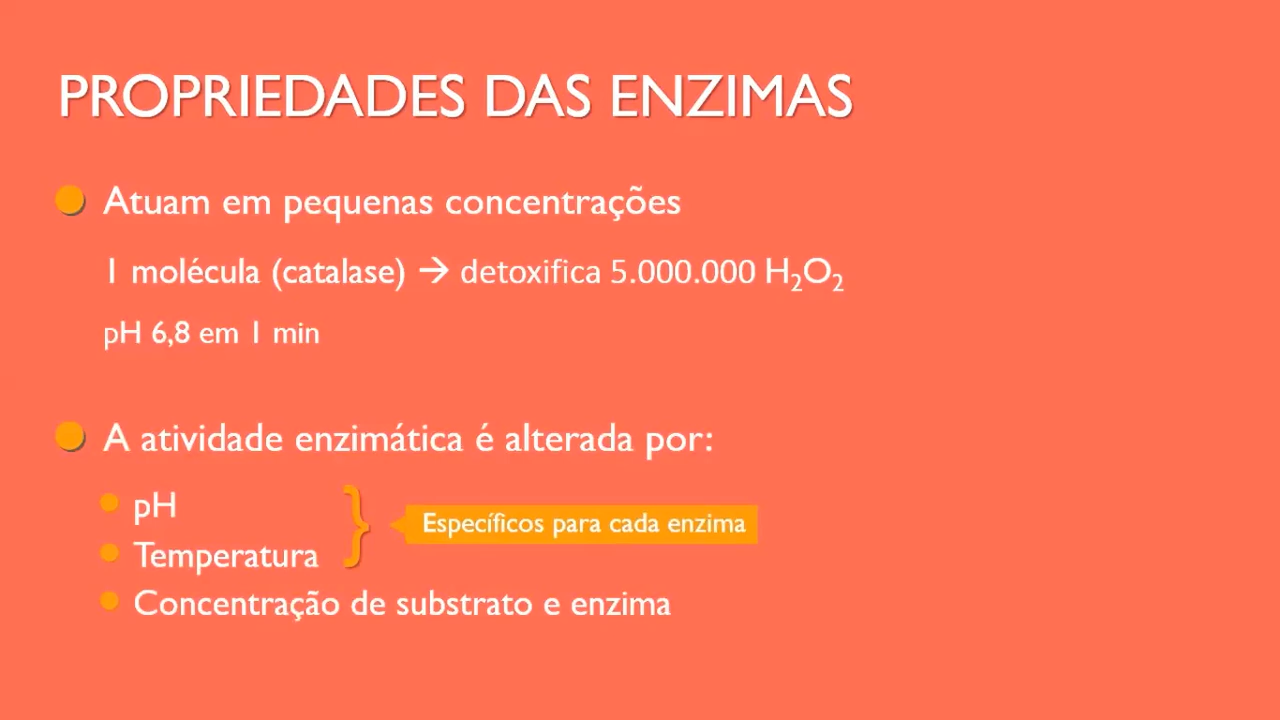 PROPRIEDADES DAS ENZIMAS
Atuam em pequenas concentrações
1 molécula (catalase) → detoxifica 5.000.000 H₂O₂
pH 6,8 em 1 min
A atividade enzimática é alterada por:
pH
Específicos para cada enzima
Temperatura
Concentração de substrato e enzima